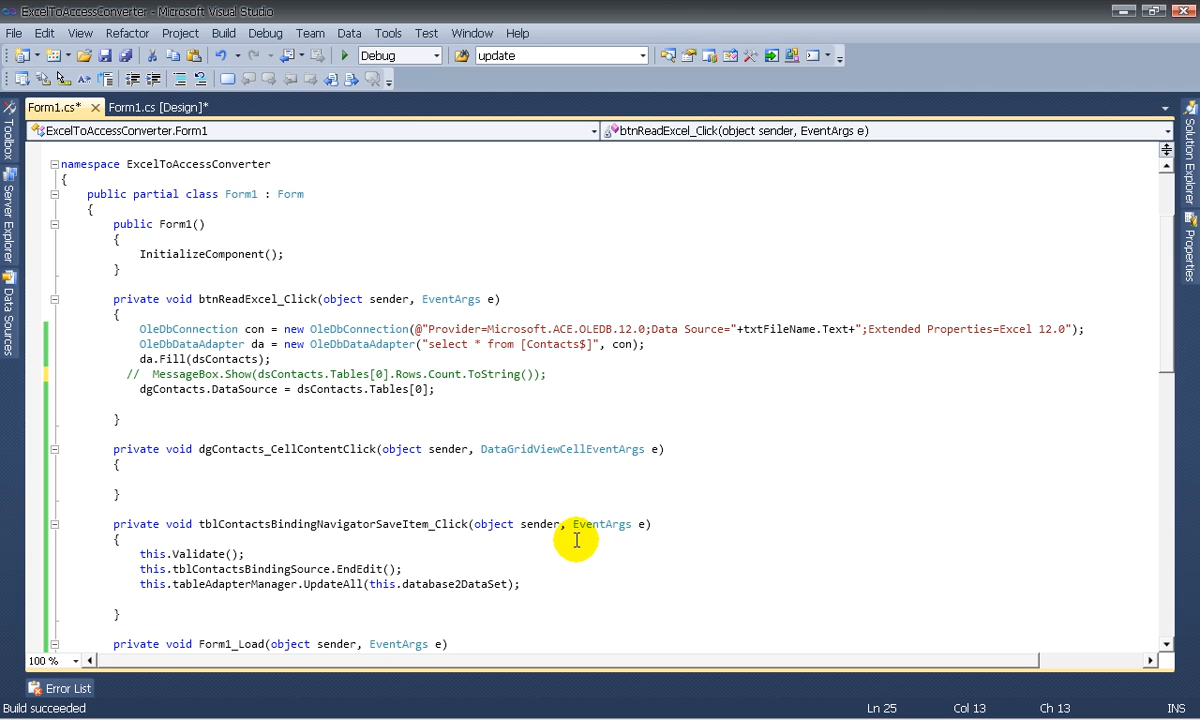 ExcelToAccessConverter - Microsoft Visual Studio
File Edit View Refactor Project Build Debug Team Data Tools Test Window Help
Debug update
Form1.cs* Form1.cs [Design]*
ExcelToAccessConverter.Form1 btnReadExcel_Click(object sender, EventArgs e)
Toolbox
Server Explorer
Data Sources
namespace ExcelToAccessConverter
{
public partial class Form1 : Form
{
public Form1()
{
InitializeComponent();
}
private void btnReadExcel_Click(object sender, EventArgs e)
{
OleDbConnection con = new OleDbConnection(@"Provider=Microsoft.ACE.OLEDB.12.0;Data Source="+txtFileName.Text+";Extended Properties=Excel 12.0");
OleDbDataAdapter da = new OleDbDataAdapter("select * from [Contacts$]", con);
da.Fill(dsContacts);
// MessageBox.Show(dsContacts.Tables[0].Rows.Count.ToString());
dgContacts.DataSource = dsContacts.Tables[0];
}
private void dgContacts_CellContentClick(object sender, DataGridViewCellEventArgs e)
{
}
private void tblContactsBindingNavigatorSaveItem_Click(object sender, EventArgs e)
{
this.Validate();
this.tblContactsBindingSource.EndEdit();
this.tableAdapterManager.UpdateAll(this.database2DataSet);
}
private void Form1_Load(object sender, EventArgs e)
Solution Explorer
Properties
100 %
Error List
Build succeeded Ln 25 Col 13 Ch 13 INS